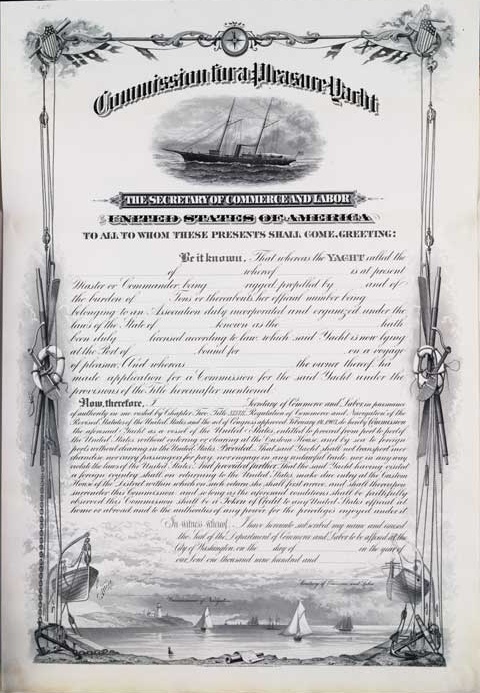 Commission for a Pleasure Yacht
THE SECRETARY OF COMMERCE AND LABOR
UNITED STATES OF AMERICA
TO ALL TO WHOM THESE PRESENTS SHALL COME, GREETING:
Be it known, That whereas the YACHT called the
of whereof is at present
Master or Commander being rigged, propelled by and of
the burden of Tons or thereabouts, her official number being
belonging to an Association duly incorporated and organized under the
laws of the State of known as the hath
been duly licensed according to law; which said Yacht is now lying
at the Port of bound for on a voyage
of pleasure, And whereas the owner thereof ha
made application for a Commission for the said Yacht under the
provisions of the Title hereinafter mentioned.
Now, therefore, I Secretary of Commerce and Labor, in pursuance
of authority in me vested by Chapter Two, Title XLVIII, Regulation of Commerce and Navigation, of the
Revised Statutes of the United States, and the act of Congress approved February 14, 1903, do hereby Commission
the aforesaid Yacht as a vessel of the United States, entitled to proceed from port to port of
the United States without entering or clearing at the Custom House, and by sea to foreign
ports without clearing in the United States. Provided, That said Yacht shall not transport mer-
chandise, nor carry passengers for pay, nor engage in any unlawful trade, nor in any way
violate the laws of the United States. And provided further, that the said Yacht having visited
a foreign country shall on returning to the United States make due entry at the Custom
House of the District within which on such return she shall first arrive, and shall thereupon
surrender this Commission; and so long as the aforesaid conditions shall be faithfully
observed this Commission shall be a Token of Credit to any United States official at
home or abroad and to the authorities of any power for the privileges enjoyed under it
In witness whereof, I have hereunto subscribed my name and caused
the Seal of the Department of Commerce and Labor to be affixed at the
City of Washington, on the day of in the year of
our Lord one thousand nine hundred and
Secretary of Commerce and Labor